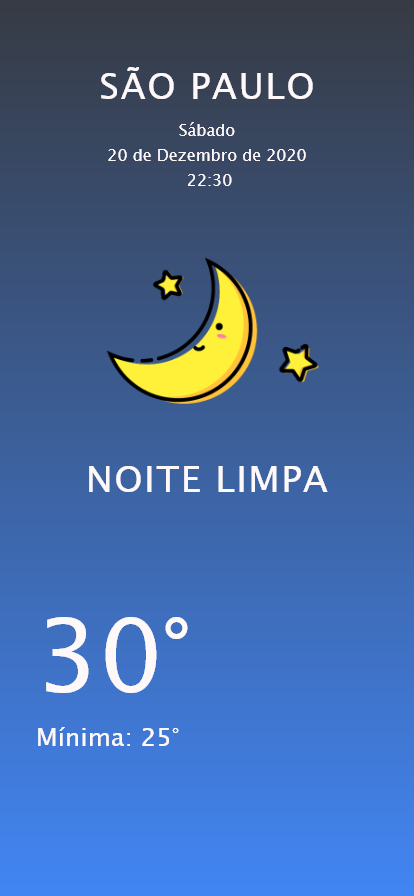 SÃO PAULO
Sábado
20 de Dezembro de 2020
22:30
NOITE LIMPA
30°
Mínima: 25°